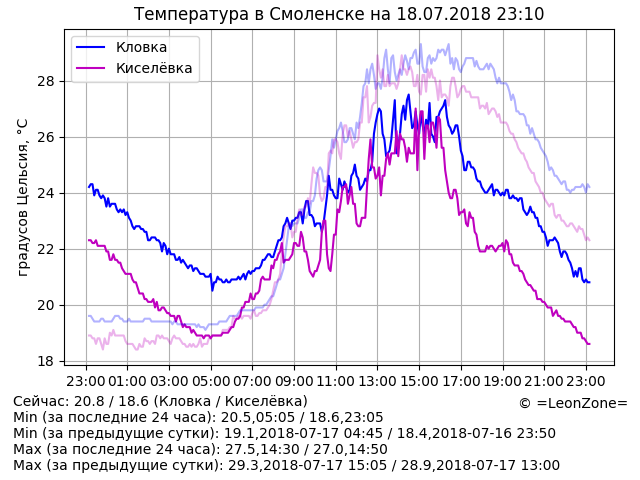 Температура в Смоленске на 18.07.2018 23:10
Кловка
Киселёвка
градусов Цельсия, °C
28
26
24
22
20
18
23:00 01:00 03:00 05:00 07:00 09:00 11:00 13:00 15:00 17:00 19:00 21:00 23:00
Сейчас: 20.8 / 18.6 (Кловка / Киселёвка)
© =LeonZone=
Min (за последние 24 часа): 20.5,05:05 / 18.6,23:05
Min (за предыдущие сутки): 19.1,2018-07-17 04:45 / 18.4,2018-07-16 23:50
Max (за последние 24 часа): 27.5,14:30 / 27.0,14:50
Max (за предыдущие сутки): 29.3,2018-07-17 15:05 / 28.9,2018-07-17 13:00